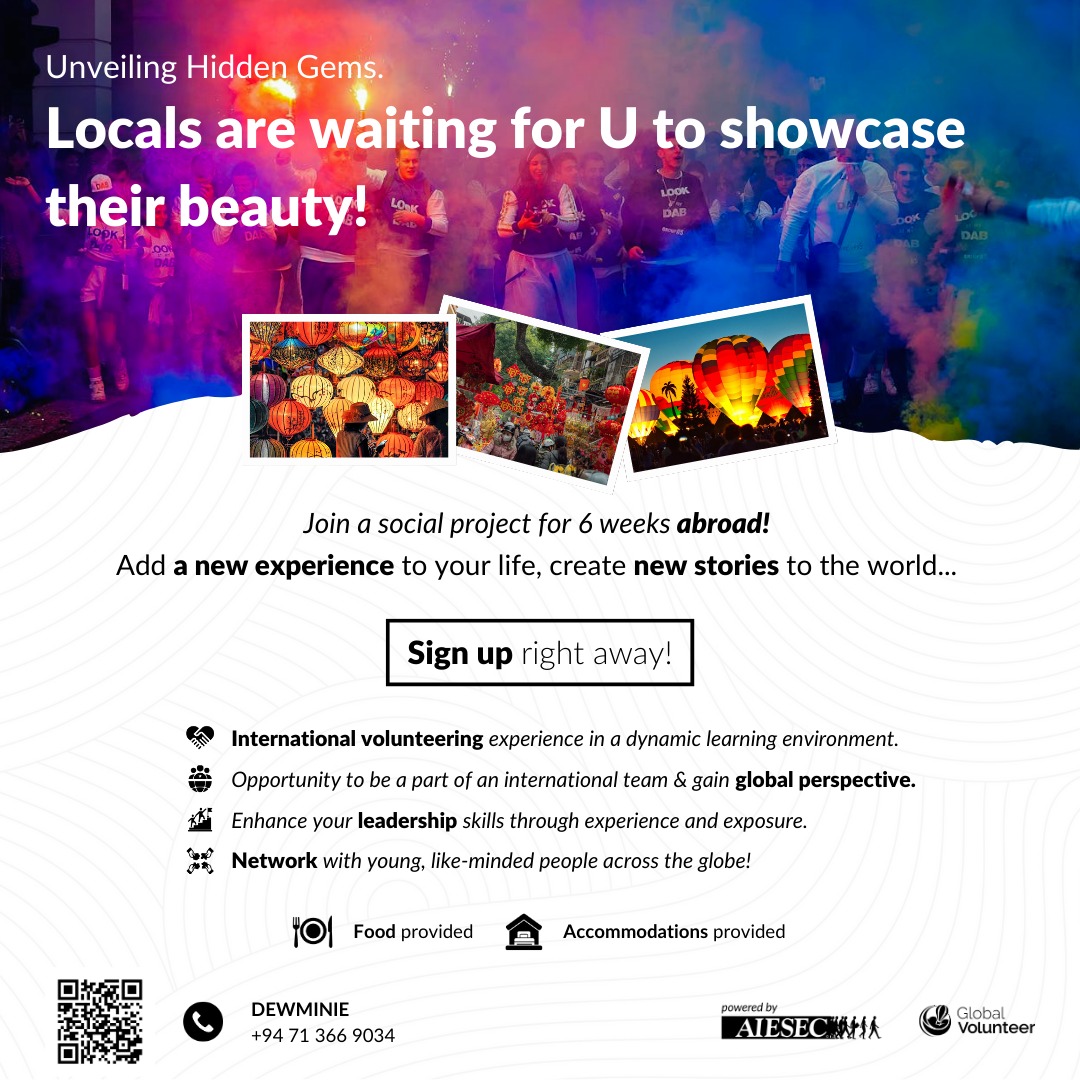 Unveiling Hidden Gems.
Locals are waiting for U to showcase
their beauty!
Join a social project for 6 weeks abroad!
Add a new experience to your life, create new stories to the world...
Sign up right away!
International volunteering experience in a dynamic learning environment.
Opportunity to be a part of an international team & gain global perspective.
Enhance your leadership skills through experience and exposure.
Network with young, like-minded people across the globe!
Food provided
Accommodations provided
DEWMINIE
+94 71 366 9034
powered by
AIESEC
Global
Volunteer